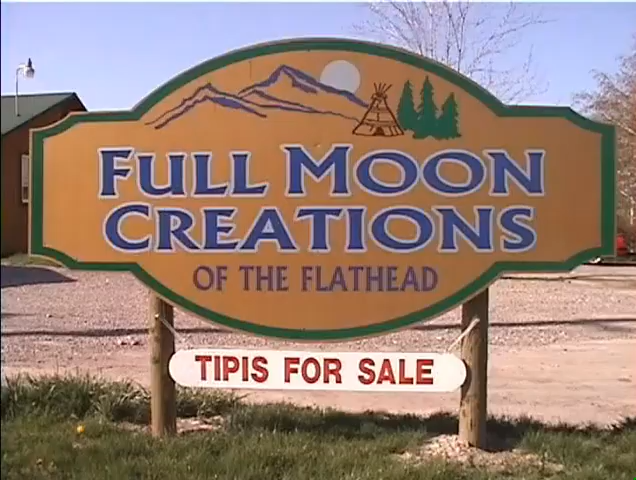 FULL MOON
CREATIONS
OF THE FLATHEAD
TIPIS FOR SALE